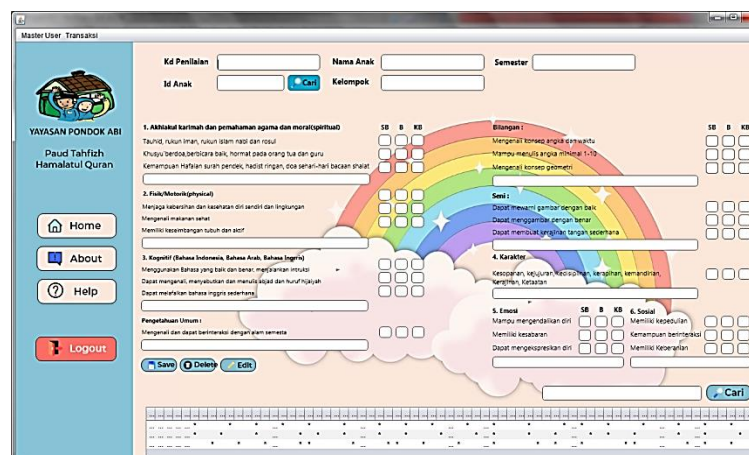 Master User Transaksi
Kd Penilaian
Nama Anak
Semester
Id Anak
Cari
Kelompok
YAYASAN PONDOK ABI
Paud Tahfizh
Hamalatul Quran
Home
About
Help
Logout
1. Akhlakul karimah dan pemahaman agama dan moral(spiritual) SB B KB
Tauhid, rukun iman, rukun islam nabi dan rosul
Khusyu'berdoa,berbicara baik, hormat pada orang tua dan guru
Kemampuan Hafalan surah pendek, hadist ringan, doa senari-hari bacaan shalat
2. Fisik/Motorik(physical)
Menjaga kebersihan dan kesehatan diri sendiri dan lingkungan
Mengenali makanan sehat
Memiliki keseimbangan tubuh dan aktif
3. Kognitif (Bahasa Indonesia, Bahasa Arab, Bahasa Inggris)
Menggunakan Bahasa yang baik dan benar, menjalankan intruksi
Dapat mengenali, menyebutkan dan menulis abjad dan huruf hijaiyah
Dapat melafalkan bahasa inggris sederhana
Pengetahuan Umum :
Mengenali dan dapat berinteraksi dengan alam semesta
Save Delete Edit
Bilangan : SB B KB
Mengenali konsep angka dan waktu
Mampu menulis angka minimal 1-10
Mengenali konsep geometri
Seni :
Dapat mewarni gambar dengan baik
Dapat menggambar dengan benar
Dapat membuat kerajinan tangan sederhana
4. Karakter
Kesopanan, kejujuran, Kedisiplinan, kerapihan, kemandirian,
Kerajinan, Ketaatan
5. Emosi SB B KB
Mampu mengendalikan diri
Memiliki kesabaran
Dapat mengekspresikan diri
6. Sosial
Memiliki kepedulian
Kemampuan berinteraksi
Memiliki Keberanian
Cari